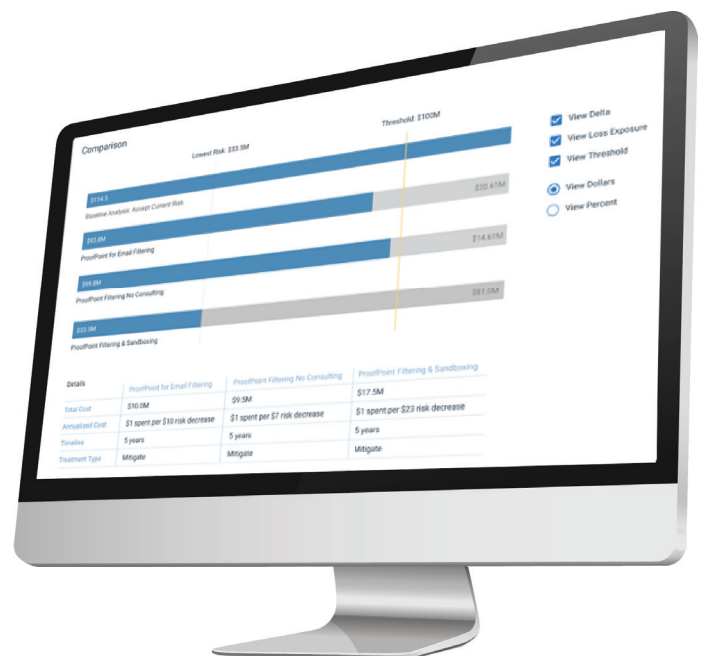 Comparison
Lowest Risk: $33.5M
Threshold: $100M
$114.5
Baseline Analysis: Accept Current Risk
$93.8M
$20.61M
ProofPoint for Email Filtering
$99.8M
$14.61M
ProofPoint Filtering No Consulting
$33.5M
$81.0M
ProofPoint Filtering & Sandboxing
View Delta
View Loss Exposure
View Threshold
View Dollars
View Percent
Details
ProofPoint for Email Filtering
ProofPoint Filtering No Consulting
ProofPoint Filtering & Sandboxing
Total Cost
$10.0M
$9.5M
$17.5M
Annualized Cost
$1 spent per $10 risk decrease
$1 spent per $7 risk decrease
$1 spent per $23 risk decrease
Timeline
5 years
5 years
5 years
Treatment Type
Mitigate
Mitigate
Mitigate